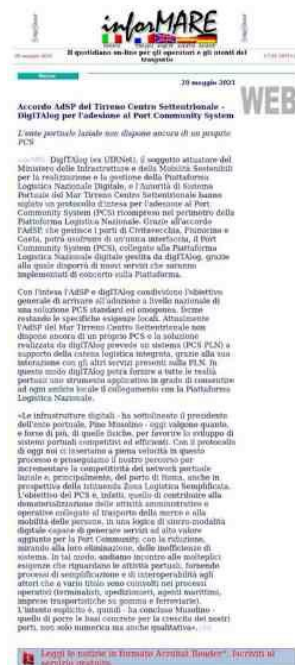 inforMARE
Il quotidiano on-line per gli operatori e gli utenti del
trasporto
20 maggio 2021
WEB
Accordo AdSP del Tirreno Centro Settentrionale -
DigITAlog per l'adesione al Port Community System
L'ente portuale laziale non dispone ancora di un proprio
PCS
DigITAlog (ex UIRNet), il soggetto attuatore del
Ministero delle Infrastrutture e della Mobilità Sostenibili
per la realizzazione e la gestione della Piattaforma
Logistica Nazionale Digitale, e l'Autorità di Sistema
Portuale del Mar Tirreno Centro Settentrionale hanno
siglato un protocollo d'intesa per l'adesione al Port
Community System (PCS) ricompreso nel perimetro della
Piattaforma Logistica Nazionale. Grazie all'accordo
l'AdSP, che gestisce i porti di Civitavecchia, Fiumicino e
Gaeta, potrà usufruire di un'unica interfaccia, il Port
Community System (PCS), collegato alla Piattaforma
Logistica Nazionale digitale gestita da digITAlog, grazie
alla quale disporrà di nuovi servizi che saranno
implementati di concerto sulla Piattaforma.
Con l'intesa l'AdSP e digITAlog condividono l'obiettivo
generale di arrivare all'adozione a livello nazionale di
una soluzione PCS standard ed omogenea, ferme
restando le specifiche esigenze locali. Attualmente
l'AdSP del Mar Tirreno Centro Settentrionale non
dispone ancora di un proprio PCS e la soluzione
realizzata da digITAlog prevede un sistema (PCS PLN) a
supporto della catena logistica integrata, grazie alla sua
interazione con gli altri servizi presenti sulla PLN. In
questo modo digITAlog potrà fornire a tutte le realtà
portuali uno strumento applicativo in grado di consentire
ad ogni ambito locale il collegamento con la Piattaforma
Logistica Nazionale.
«Le infrastrutture digitali - ha sottolineato il presidente
dell'ente portuale, Pino Musolino - oggi valgono quanto,
e forse di più, di quelle fisiche, per favorire lo sviluppo di
sistemi portuali competitivi ed efficienti. Con il protocollo
di oggi noi ci inseriamo a piena velocità in questo
processo e proseguiamo il nostro percorso per
incrementare la competitività del network portuale
laziale e, principalmente, del porto di Roma, anche in
prospettiva della istituenda Zona Logistica Semplificata.
L'obiettivo del PCS è, infatti, quello di contribuire alla
dematerializzazione delle attività amministrative e
operative collegate al trasporto delle merce e alla
mobilità delle persone, in una logica di sincro-modalità
digitale capace di generare servizi ad alto valore
aggiunto per la Port Community, con la riduzione,
mirando alla loro eliminazione, delle inefficienze di
sistema. In tal modo, andiamo incontro alle molteplici
esigenze che riguardano le attività portuali, fornendo
processi di semplificazione e di interoperabilità agli
attori che a vario titolo sono coinvolti nei processi
operativi (terminalisti, spedizionieri, agenti marittimi,
imprese trasportistiche su gomma e ferroviarie).
L'intento esplicito è, quindi - ha concluso Musolino -
quello di porre le basi concrete per la crescita dei nostri
porti, non solo numerica ma anche qualitativa».
Leggi le notizie in formato Acrobat Reader®. Iscriviti al
servizio gratuito.